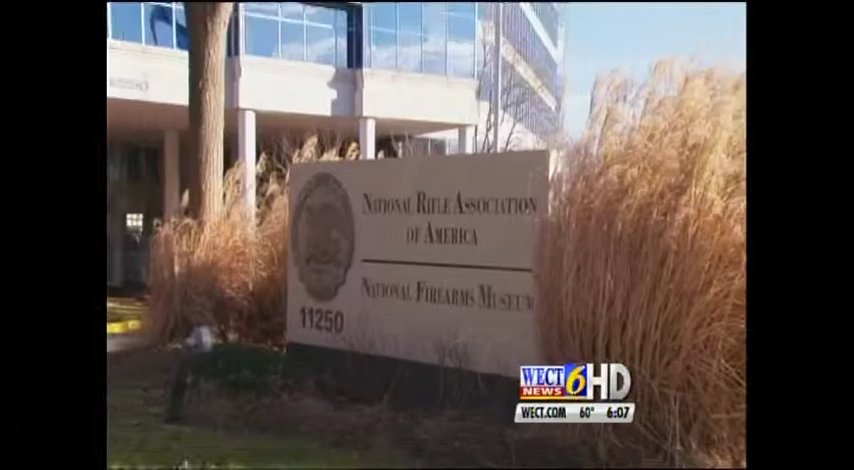 NATIONAL RIFLE ASSOCIATION
OF AMERICA
NATIONAL FIREARMS MUSEUM
11250
WECT 6 HD
NEWS
WECT.COM 60° 6:07